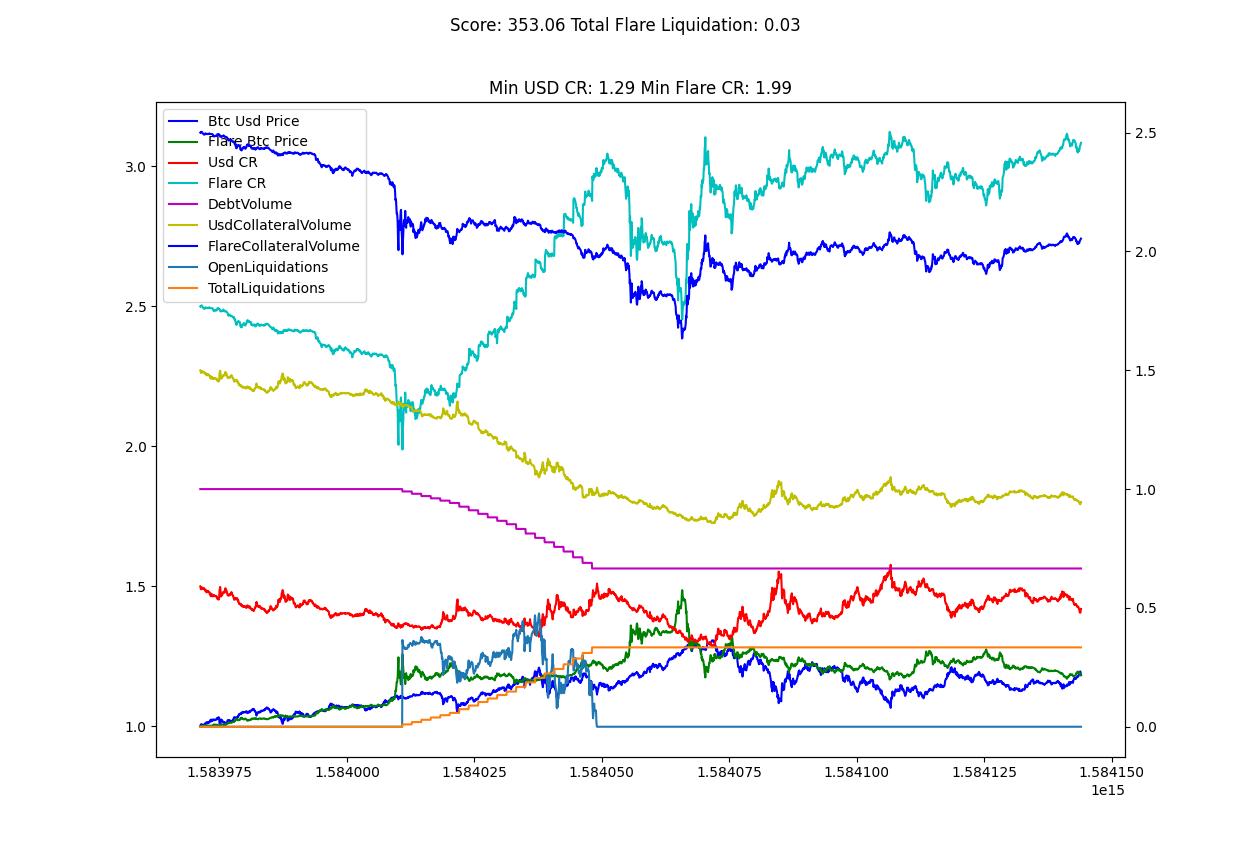 Score: 353.06 Total Flare Liquidation: 0.03
Min USD CR: 1.29 Min Flare CR: 1.99
Btc Usd Price
Flare Btc Price
Usd CR
Flare CR
DebtVolume
UsdCollateralVolume
FlareCollateralVolume
OpenLiquidations
TotalLiquidations
3.0
2.5
2.0
1.5
1.0
2.5
2.0
1.5
1.0
0.5
0.0
1.583975 1.584000 1.584025 1.584050 1.584075 1.584100 1.584125 1.584150
1e15